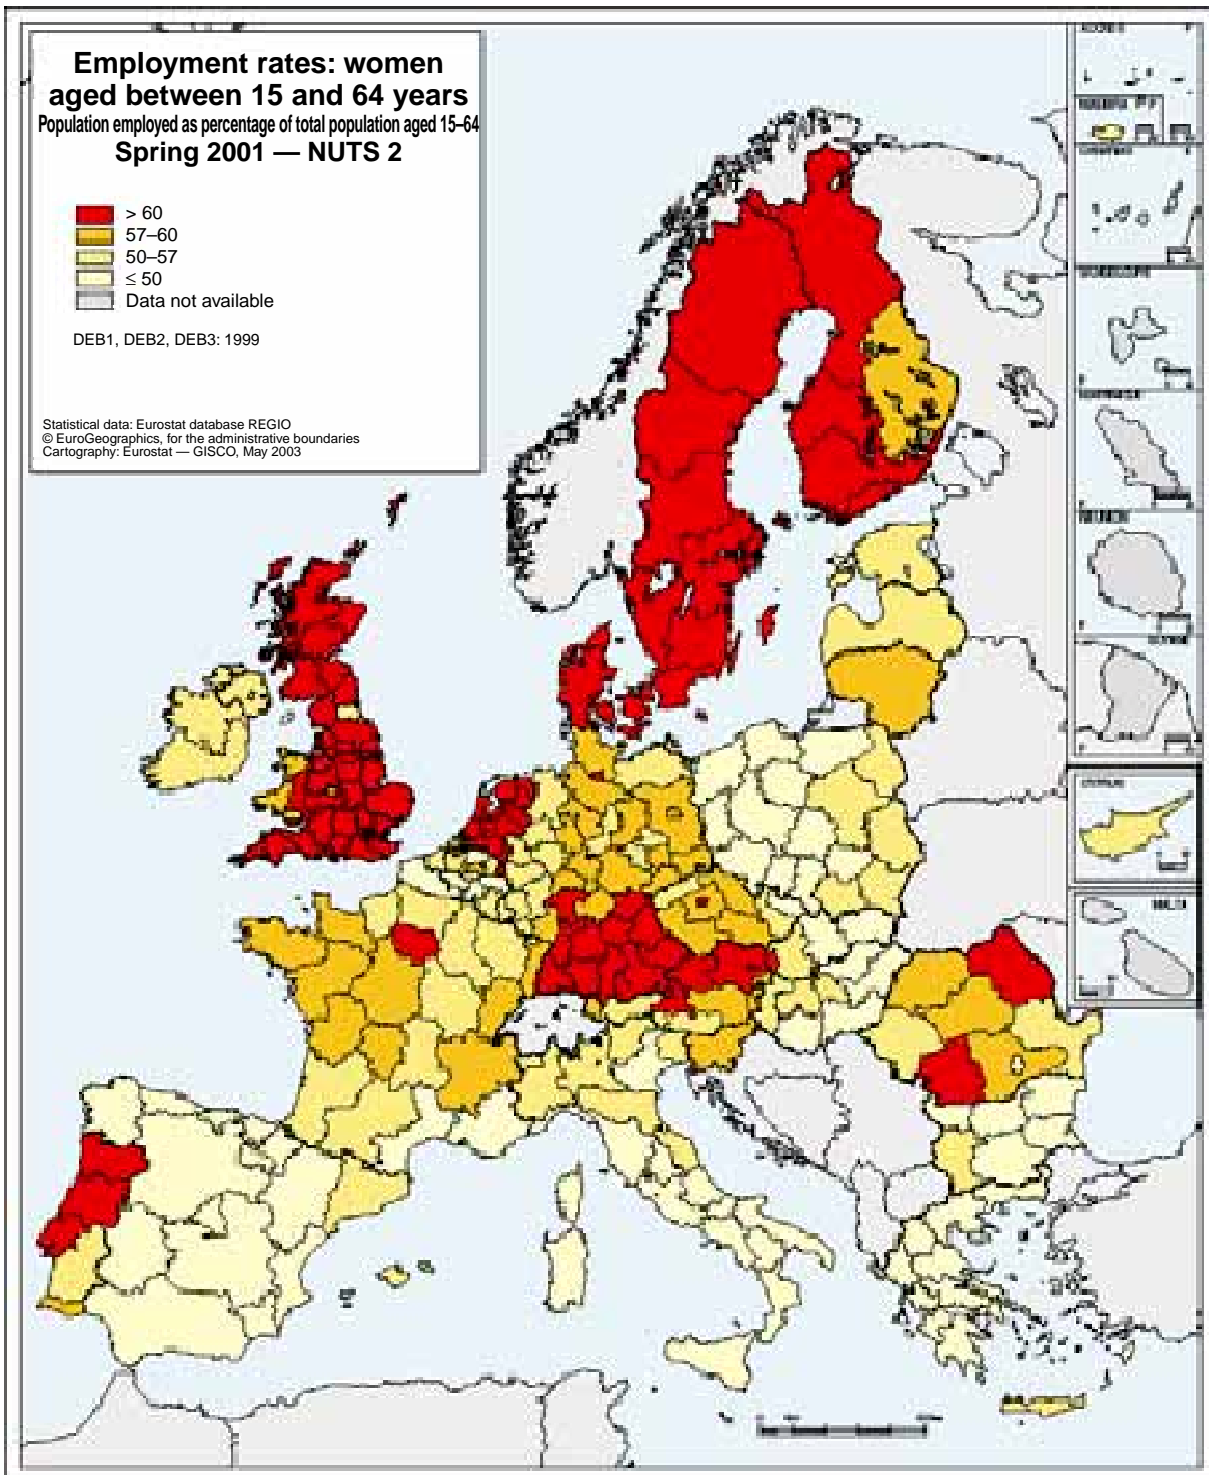 Employment rates: women
aged between 15 and 64 years
Population employed as percentage of total population aged 15–64
Spring 2001 — NUTS 2
> 60
57–60
50–57
≤ 50
Data not available
DEB1, DEB2, DEB3: 1999
Statistical data: Eurostat database REGIO
© EuroGeographics, for the administrative boundaries
Cartography: Eurostat — GISCO, May 2003